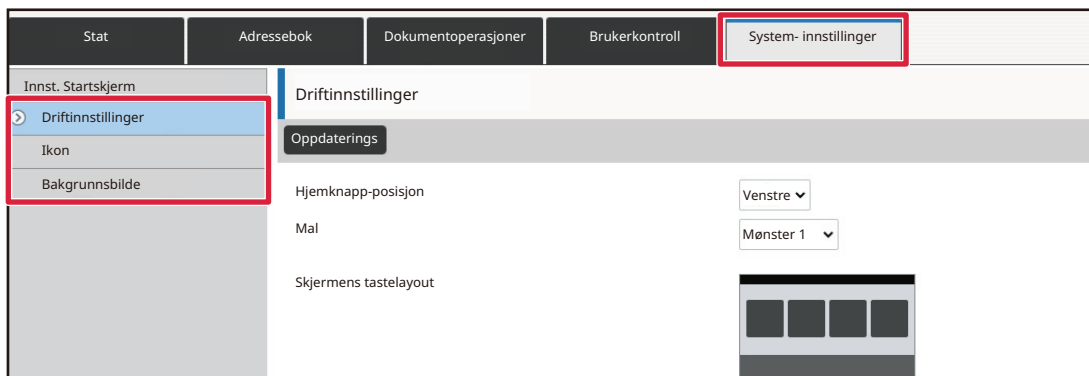 Stat
Adressebok
Dokumentoperasjoner
Brukerkontroll
System- innstillinger
Innst. Startskjerm
Driftinnstillinger
Ikon
Bakgrunnsbilde
Driftinnstillinger
Oppdaterings
Hjemknapp-posisjon
Venstre
Mal
Mønster 1
Skjermens tastelayout